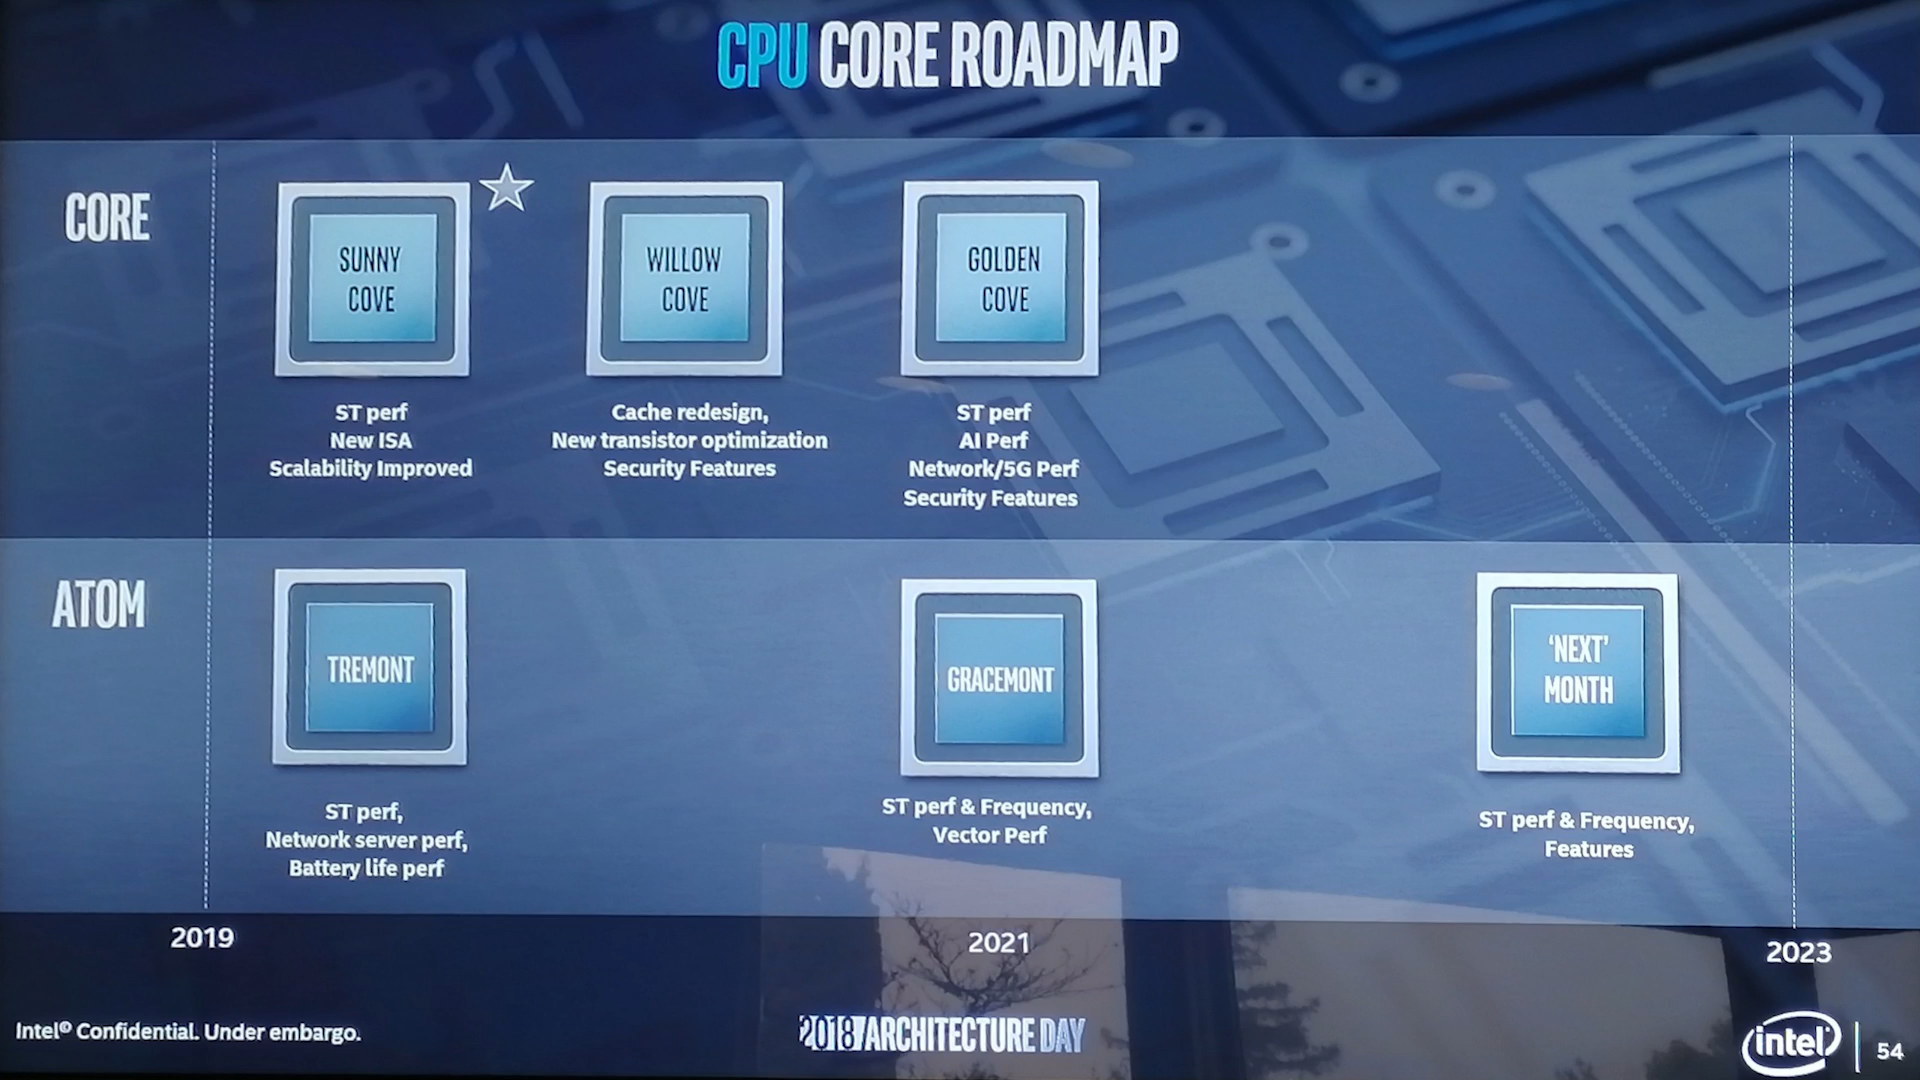 CPU CORE ROADMAP
CORE
SUNNY
COVE
ST perf
New ISA
Scalability Improved
WILLOW
COVE
Cache redesign,
New transistor optimization
Security Features
GOLDEN
COVE
ST perf
AI Perf
Network/5G Perf
Security Features
ATOM
TREMONT
ST perf,
Network server perf,
Battery life perf
GRACEMONT
ST perf & Frequency,
Vector Perf
‘NEXT’
MONTH
ST perf & Frequency,
Features
2019
2021
2023
Intel© Confidential. Under embargo.
2018 ARCHITECTURE DAY
intel
54